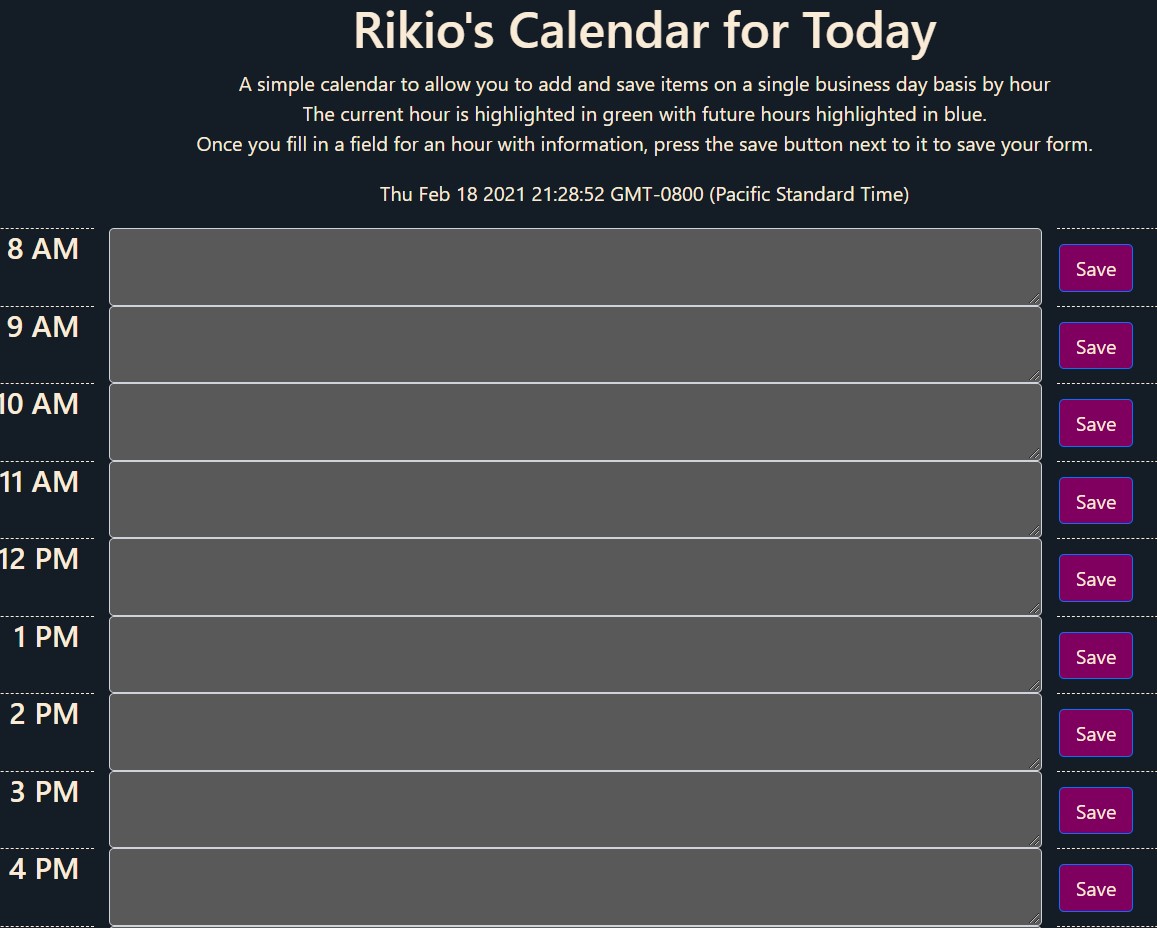 Rikio's Calendar for Today
A simple calendar to allow you to add and save items on a single business day basis by hour
The current hour is highlighted in green with future hours highlighted in blue.
Once you fill in a field for an hour with information, press the save button next to it to save your form.
Thu Feb 18 2021 21:28:52 GMT-0800 (Pacific Standard Time)
8 AM Save
9 AM Save
10 AM Save
11 AM Save
12 PM Save
1 PM Save
2 PM Save
3 PM Save
4 PM Save